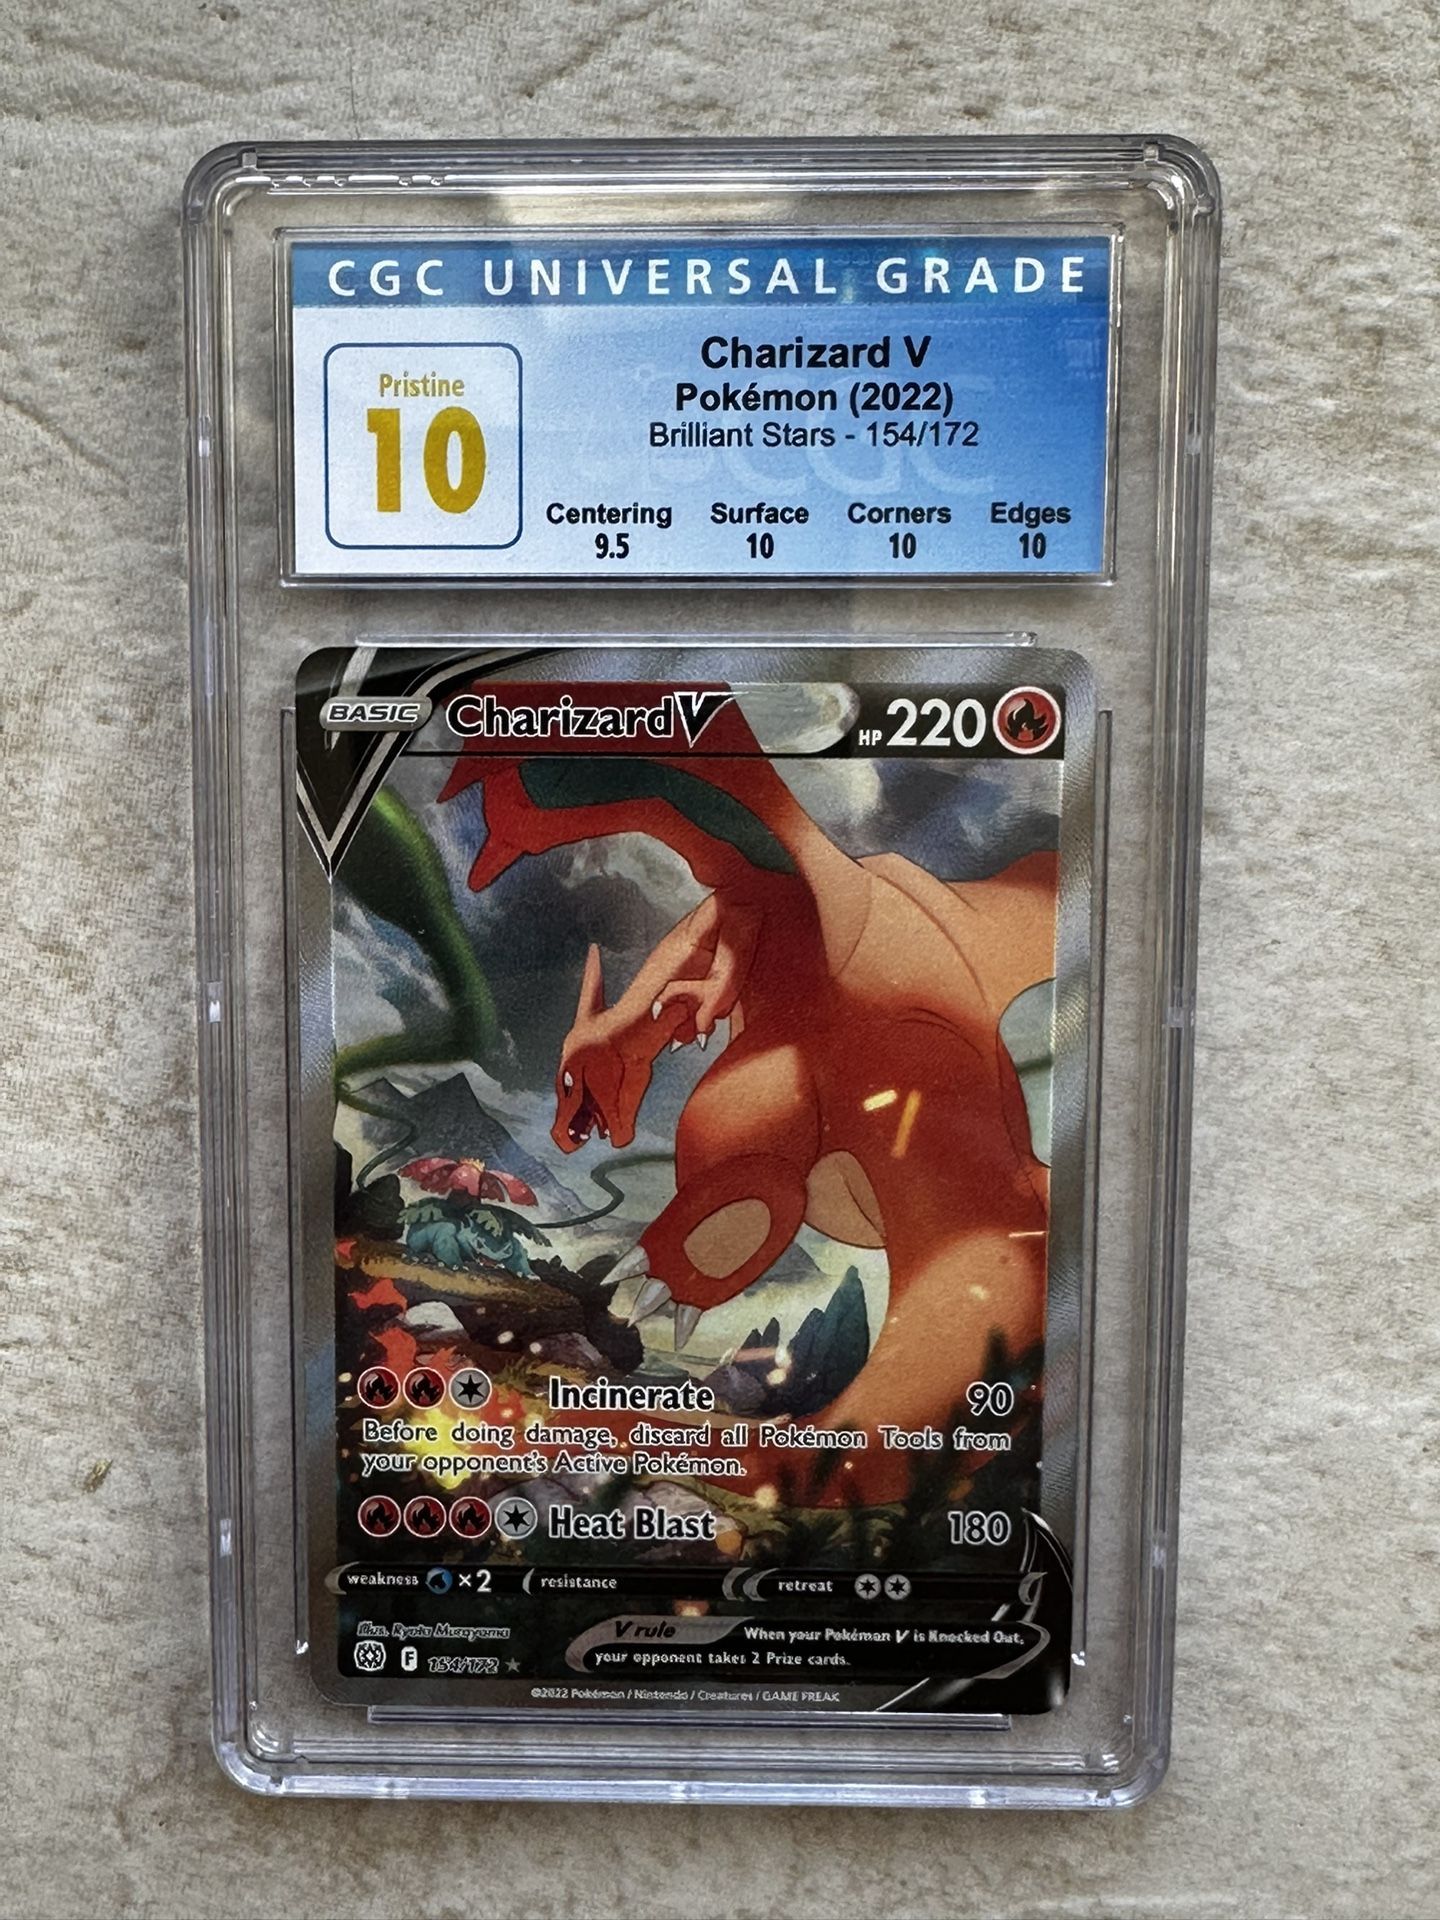 CGC UNIVERSAL GRADE
Pristine
10
Charizard V
Pokémon (2022)
Brilliant Stars - 154/172
Centering Surface Corners Edges
9.5 10 10 10
BASIC Charizard V HP 220
Incinerate 90
Before doing damage, discard all Pokémon Tools from
your opponent's Active Pokémon.
Heat Blast 180
weakness ×2 resistance retreat
Illus. Ryota Murayama
V rule When your Pokémon V is Knocked Out,
your opponent takes 2 Prize cards.
F 154/172
©2022 Pokémon / Nintendo / Creatures / GAME FREAK